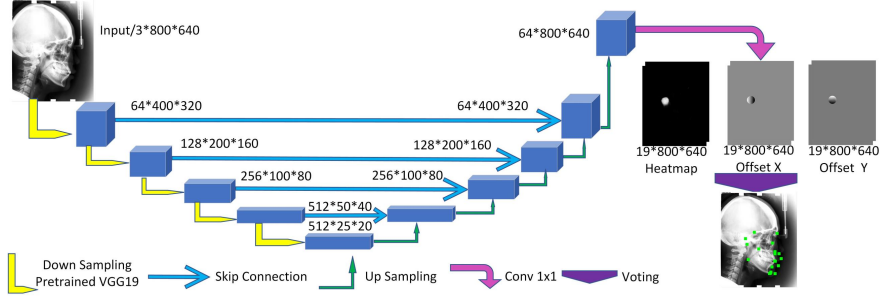 Input/3*800*640
64*800*640
64*400*320
64*400*320
128*200*160
128*200*160
256*100*80
256*100*80
512*50*40
512*25*20
19*800*640
19*800*640
19*800*640
Heatmap
Offset X
Offset Y
Down Sampling
Pretrained VGG19
Skip Connection
Up Sampling
Conv 1x1
Voting